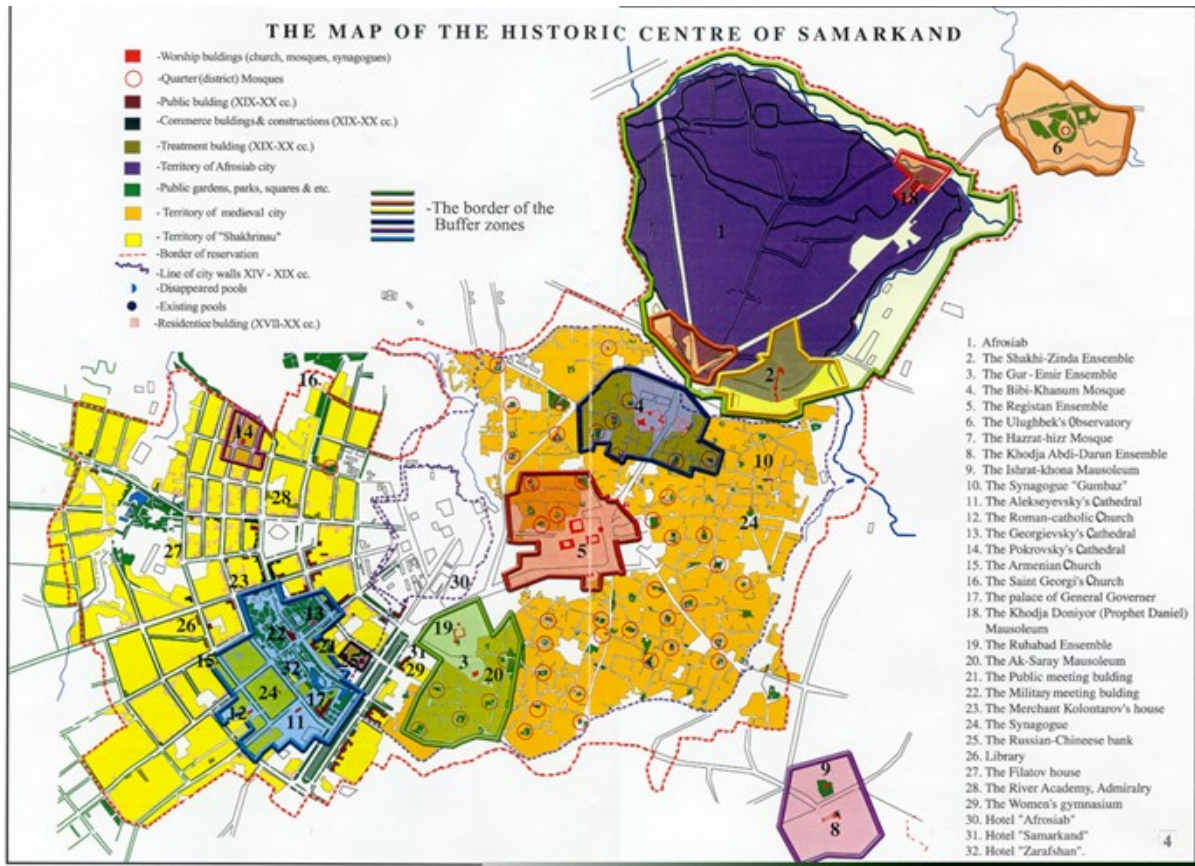 THE MAP OF THE HISTORIC CENTRE OF SAMARKAND
-Worship buldings (church, mosques, synagogues)
-Quarter (district) Mosques
-Public bulding (XIX-XX cc.)
-Commerce buldings & constructions (XIX-XX cc.)
-Treatment bulding (XIX-XX cc.)
-Territory of Afrosiab city
-Public gardens, parks, squares & etc.
- Territory of medieval city
- Territory of "Shakhrinau"
-Border of reservation
-Line of city walls XIV - XIX cc.
-Disappeared pools
-Existing pools
-Residence bulding (XVII-XX cc.)
-The border of the
Buffer zones
6
18
1
2
16
14
4
10
28
24
5
27
30
23
13
26
22
19
21
31
25
3
15
29
20
32
24
17
12
11
9
8
1. Afrosiab
2. The Shakhi-Zinda Ensemble
3. The Gur - Emir Ensemble
4. The Bibi-Khanum Mosque
5. The Registan Ensemble
6. The Ulughbek's Observatory
7. The Hazrat-hizr Mosque
8. The Khodja Abdi-Darun Ensemble
9. The Ishrat-khona Mausoleum
10. The Synagogue "Gumbaz"
11. The Alekseyevsky's Cathedral
12. The Roman-catholic Church
13. The Georgievsky's Cathedral
14. The Pokrovsky's Cathedral
15. The Armenian Church
16. The Saint Georgi's Church
17. The palace of General Governer
18. The Khodja Doniyor (Prophet Daniel)
Mausoleum
19. The Ruhabad Ensemble
20. The Ak-Saray Mausoleum
21. The Public meeting bulding
22. The Military meeting bulding
23. The Merchant Kolontarov's house
24. The Synagogue
25. The Russian-Chineese bank
26. Library
27. The Filatov house
28. The River Academy, Admiralry
29. The Women's gymnasium
30. Hotel "Afrosiab"
31. Hotel "Samarkand"
32. Hotel "Zarafshan".
4